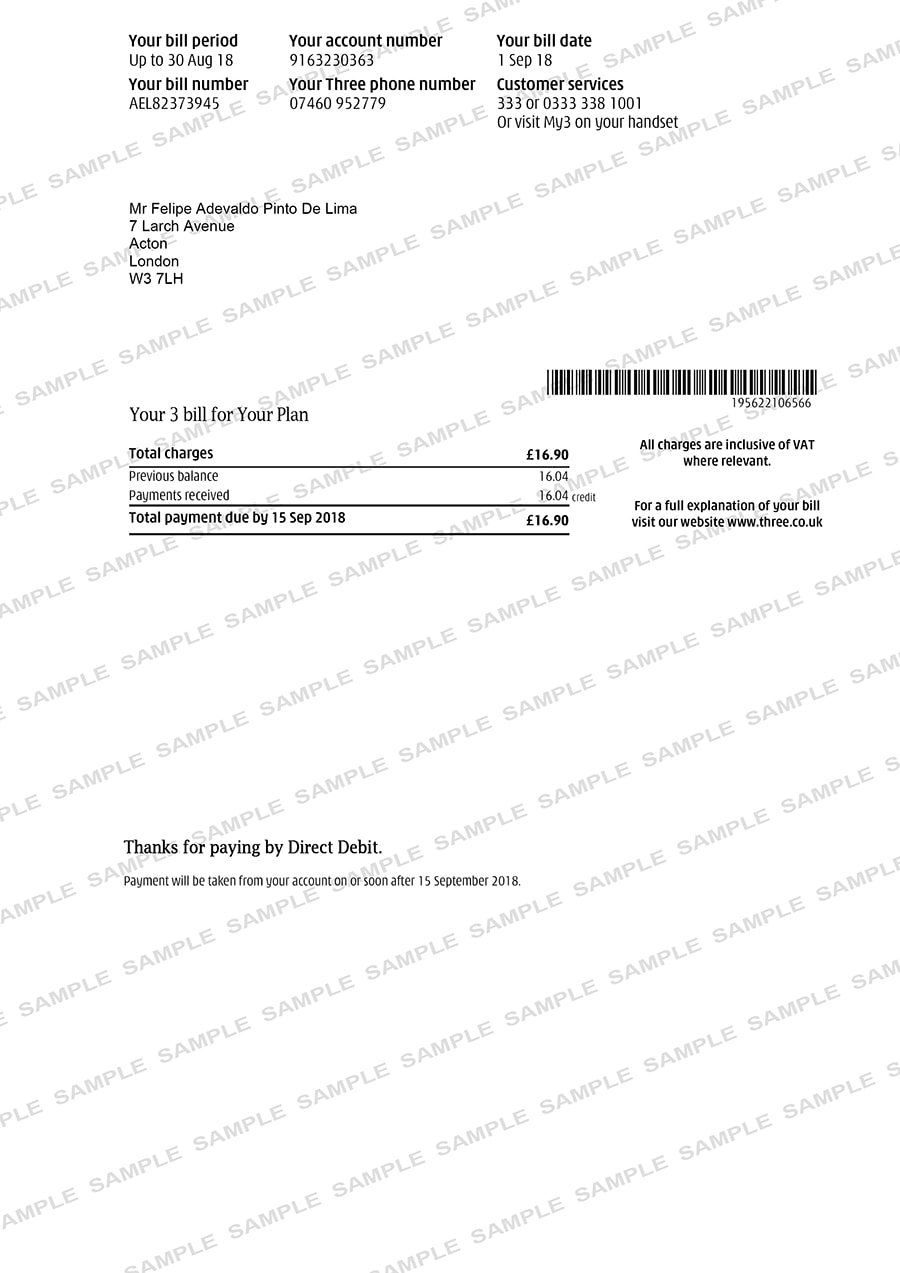 Your bill period
Up to 30 Aug 18
Your account number
9163230363
Your bill date
1 Sep 18
Your bill number
AEL82373945
Your Three phone number
07460 952779
Customer services
333 or 0333 338 1001
Or visit My3 on your handset
Mr Felipe Adevaldo Pinto De Lima
7 Larch Avenue
Acton
London
W3 7LH
195622106566
Your 3 bill for Your Plan
Total charges £16.90
Previous balance 16.04
Payments received 16.04 credit
Total payment due by 15 Sep 2018 £16.90
All charges are inclusive of VAT
where relevant.
For a full explanation of your bill
visit our website www.three.co.uk
Thanks for paying by Direct Debit.
Payment will be taken from your account on or soon after 15 September 2018.
SAMPLE SAMPLE SAMPLE SAMPLE SAMPLE SAMPLE